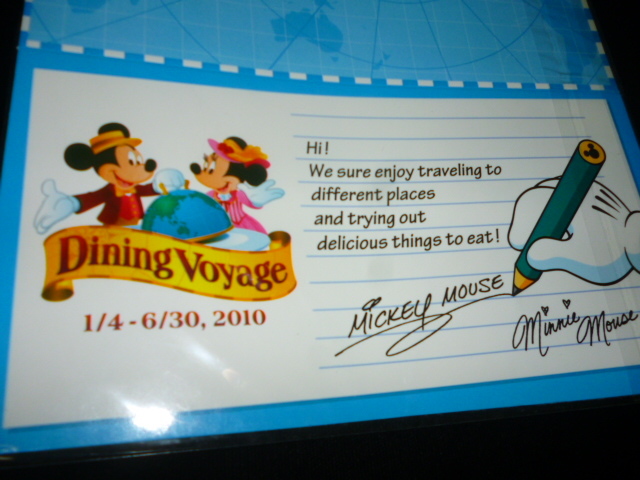 Dining Voyage
1/4 - 6/30, 2010
Hi!
We sure enjoy traveling to
different places
and trying out
delicious things to eat!
MICKEY MOUSE
Minnie Mouse